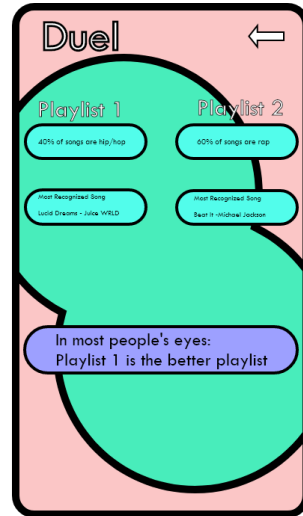 Duel
Playlist 1
Playlist 2
40% of songs are hip/hop
60% of songs are rap
Most Recognized Song
Lucid Dreams - Juice WRLD
Most Recognized Song
Beat It -Michael Jackson
In most people's eyes:
Playlist 1 is the better playlist